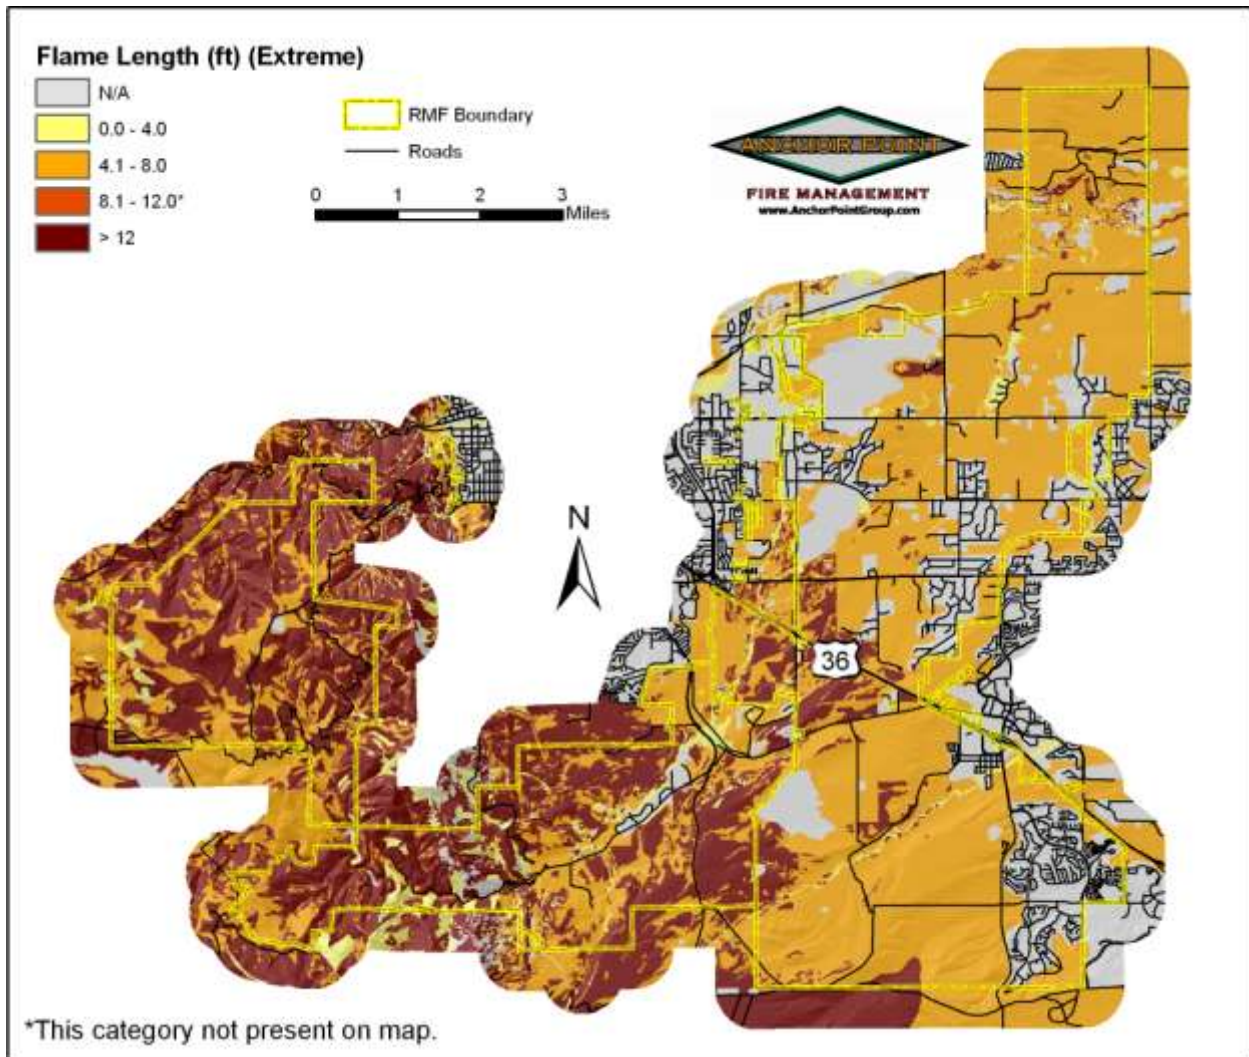 Flame Length (ft) (Extreme)
N/A
0.0 - 4.0
4.1 - 8.0
8.1 - 12.0*
> 12
RMF Boundary
Roads
0 1 2 3
Miles
ANCHOR POINT
FIRE MANAGEMENT
www.AnchorPointGroup.com
N
36
*This category not present on map.